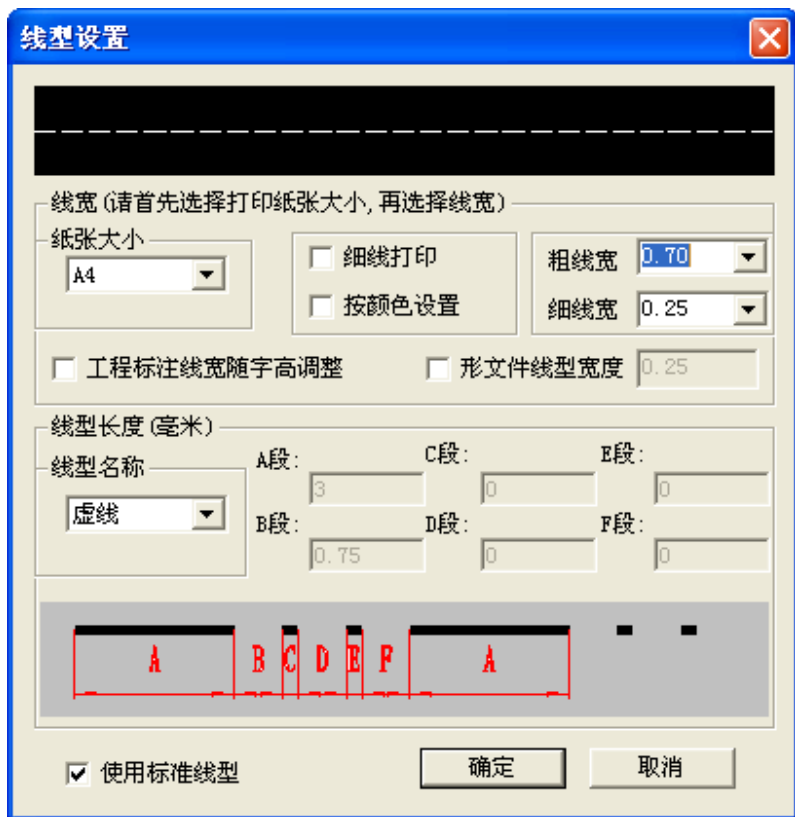 线型设置
线宽(请首先选择打印纸张大小,再选择线宽)
纸张大小
A4
细线打印
按颜色设置
粗线宽 0.70
细线宽 0.25
工程标注线宽随字高调整
形文件线型宽度 0.25
线型长度(毫米)
线型名称
虚线
A段: 3
C段: 0
E段: 0
B段: 0.75
D段: 0
F段: 0
A B C D E F A
使用标准线型
确定
取消